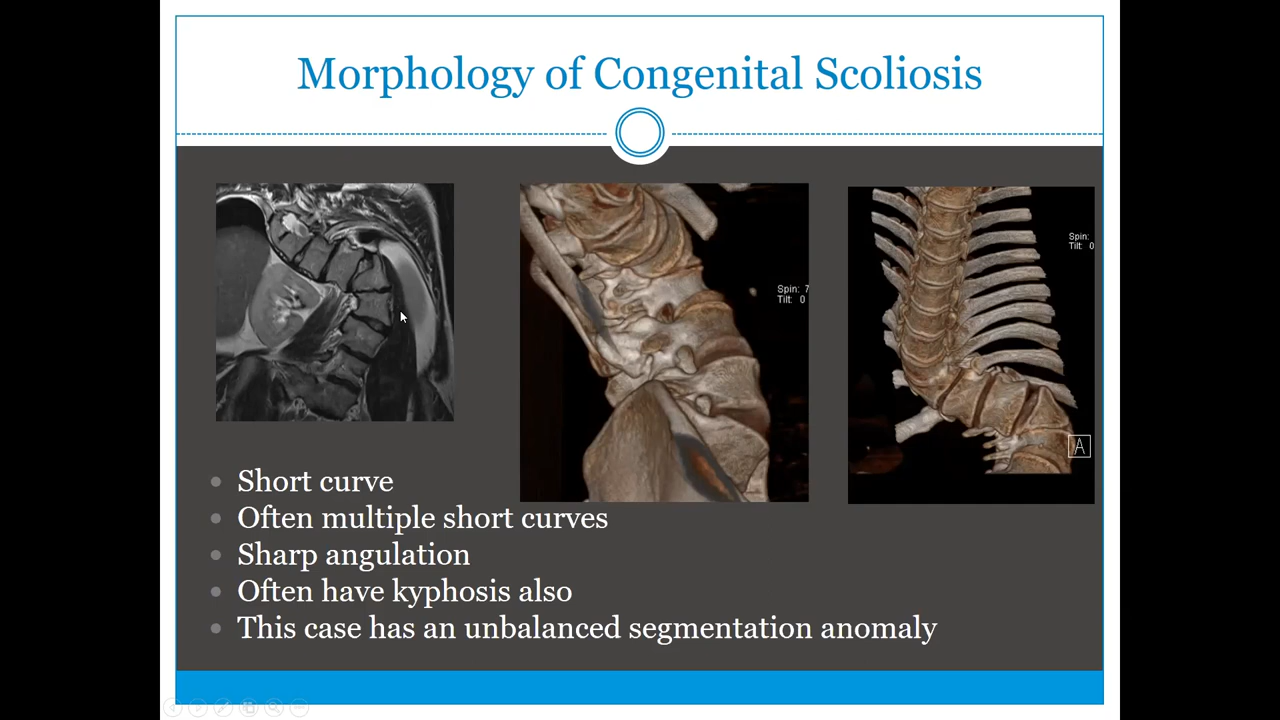 Morphology of Congenital Scoliosis
Spin: 7
Tilt: 0
Spin:
Tilt: 0
A
Short curve
Often multiple short curves
Sharp angulation
Often have kyphosis also
This case has an unbalanced segmentation anomaly